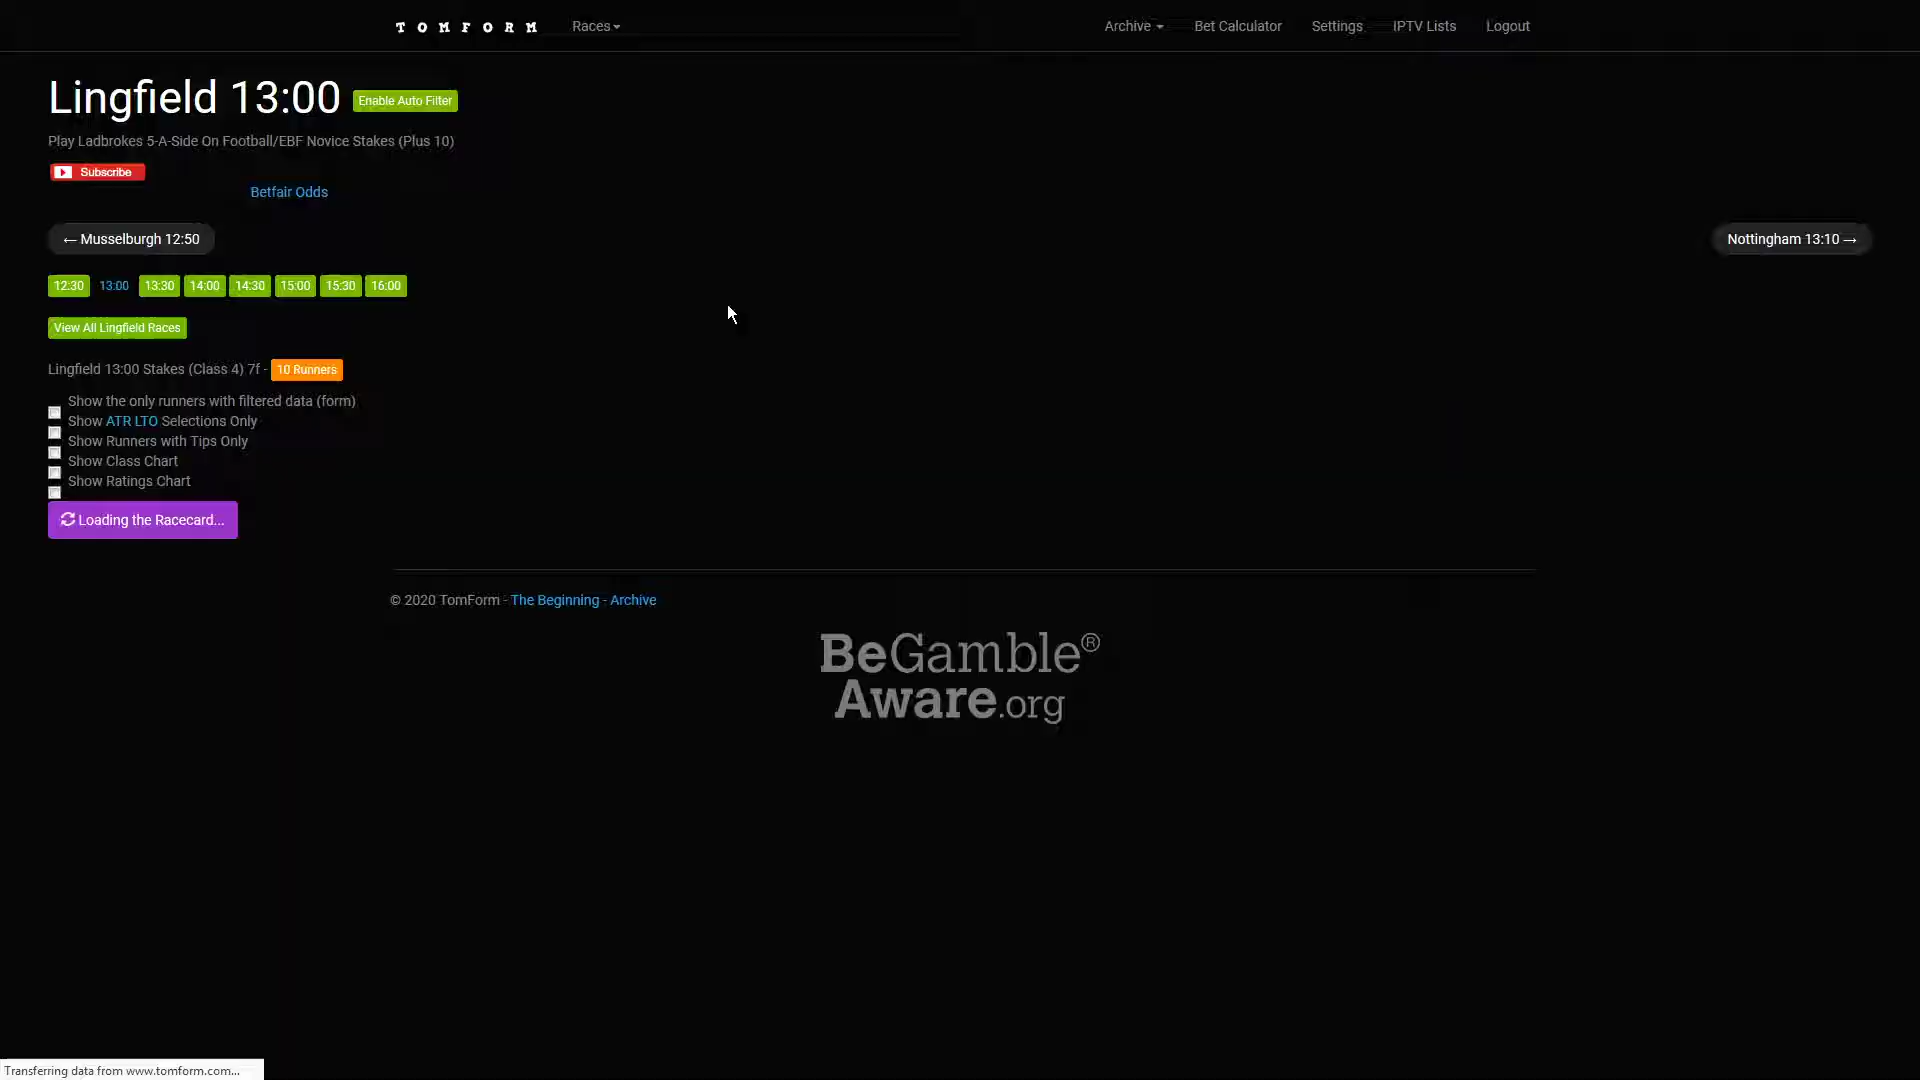 TOMFORM Races Archive Bet Calculator Settings IPTV Lists Logout
Lingfield 13:00 Enable Auto Filter
Play Ladbrokes 5-A-Side On Football/EBF Novice Stakes (Plus 10)
Subscribe
Betfair Odds
← Musselburgh 12:50 Nottingham 13:10 →
12:30 13:00 13:30 14:00 14:30 15:00 15:30 16:00
View All Lingfield Races
Lingfield 13:00 Stakes (Class 4) 7f - 10 Runners
Show the only runners with filtered data (form)
Show ATR LTO Selections Only
Show Runners with Tips Only
Show Class Chart
Show Ratings Chart
Loading the Racecard...
© 2020 TomForm - The Beginning - Archive
BeGamble®
Aware.org
Transferring data from www.tomform.com...